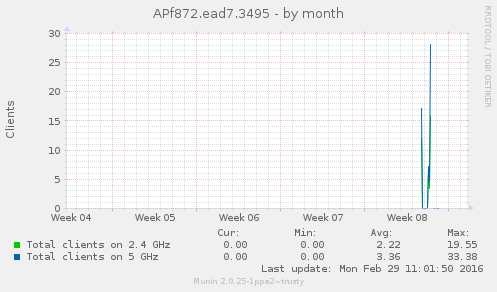 APf872.ead7.3495 - by month
RRDTOOL / TOBI OETIKER
Clients
30
25
20
15
10
5
0
Week 04 Week 05 Week 06 Week 07 Week 08
Cur: Min: Avg: Max:
Total clients on 2.4 GHz 0.00 0.00 2.22 19.55
Total clients on 5 GHz 0.00 0.00 3.36 33.38
Last update: Mon Feb 29 11:01:50 2016
Munin 2.0.25-1ppa2~trusty